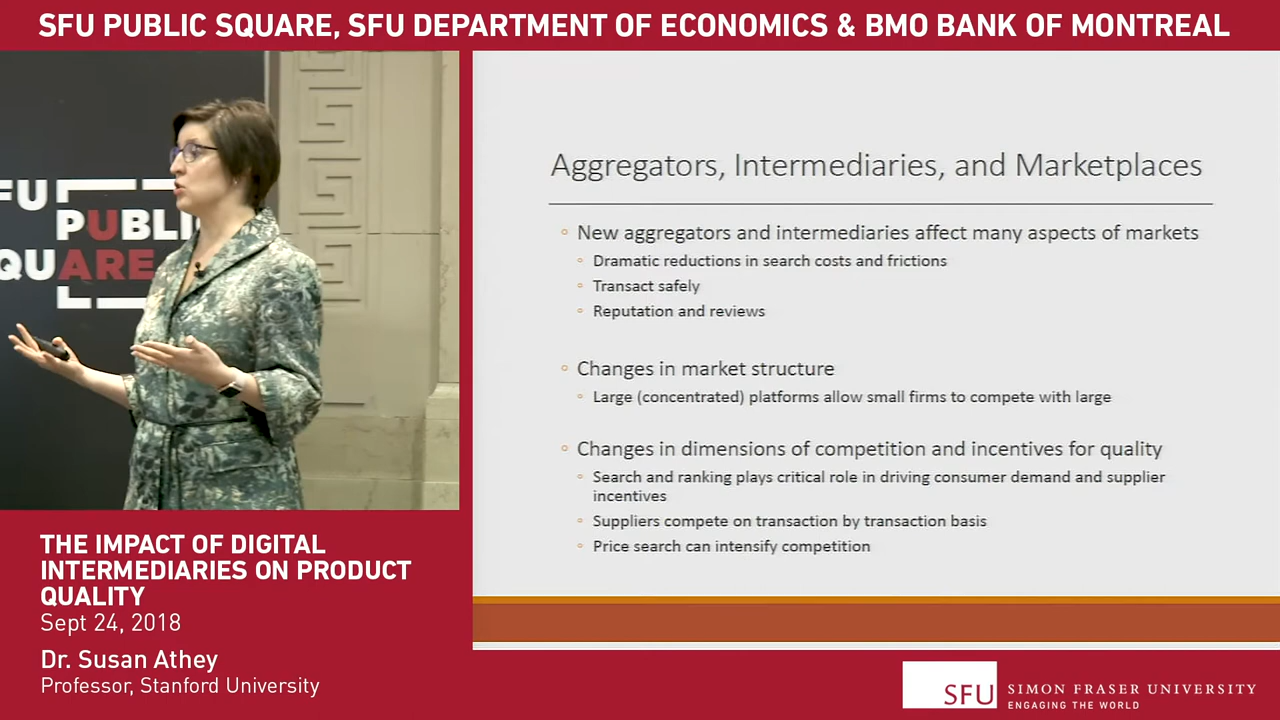 SFU PUBLIC SQUARE, SFU DEPARTMENT OF ECONOMICS & BMO BANK OF MONTREAL
FU
PUBLI
QUARE
Aggregators, Intermediaries, and Marketplaces
New aggregators and intermediaries affect many aspects of markets
Dramatic reductions in search costs and frictions
Transact safely
Reputation and reviews
Changes in market structure
Large (concentrated) platforms allow small firms to compete with large
Changes in dimensions of competition and incentives for quality
Search and ranking plays critical role in driving consumer demand and supplier
incentives
Suppliers compete on transaction by transaction basis
Price search can intensify competition
THE IMPACT OF DIGITAL
INTERMEDIARIES ON PRODUCT
QUALITY
Sept 24, 2018
Dr. Susan Athey
Professor, Stanford University
SFU
SIMON FRASER UNIVERSITY
ENGAGING THE WORLD